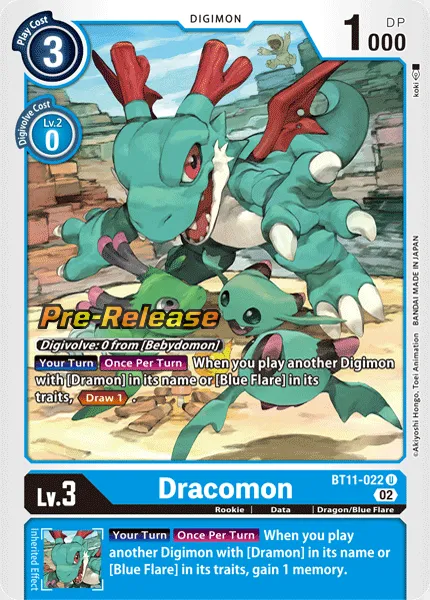 DIGIMON
Play Cost
3
DP
1000
Digivolve Cost
Lv.2
0
koki
©Akiyoshi Hongo, Toei Animation BANDAI MADE IN JAPAN
Pre-Release
Digivolve: 0 from [Bebydomon]
Your Turn Once Per Turn When you play another Digimon
with [Dramon] in its name or [Blue Flare] in its
traits, Draw 1 .
BT11-022 U
Lv.3 Dracomon 02
Rookie Data Dragon/Blue Flare
Inherited Effect
Your Turn Once Per Turn When you play
another Digimon with [Dramon] in its name or
[Blue Flare] in its traits, gain 1 memory.